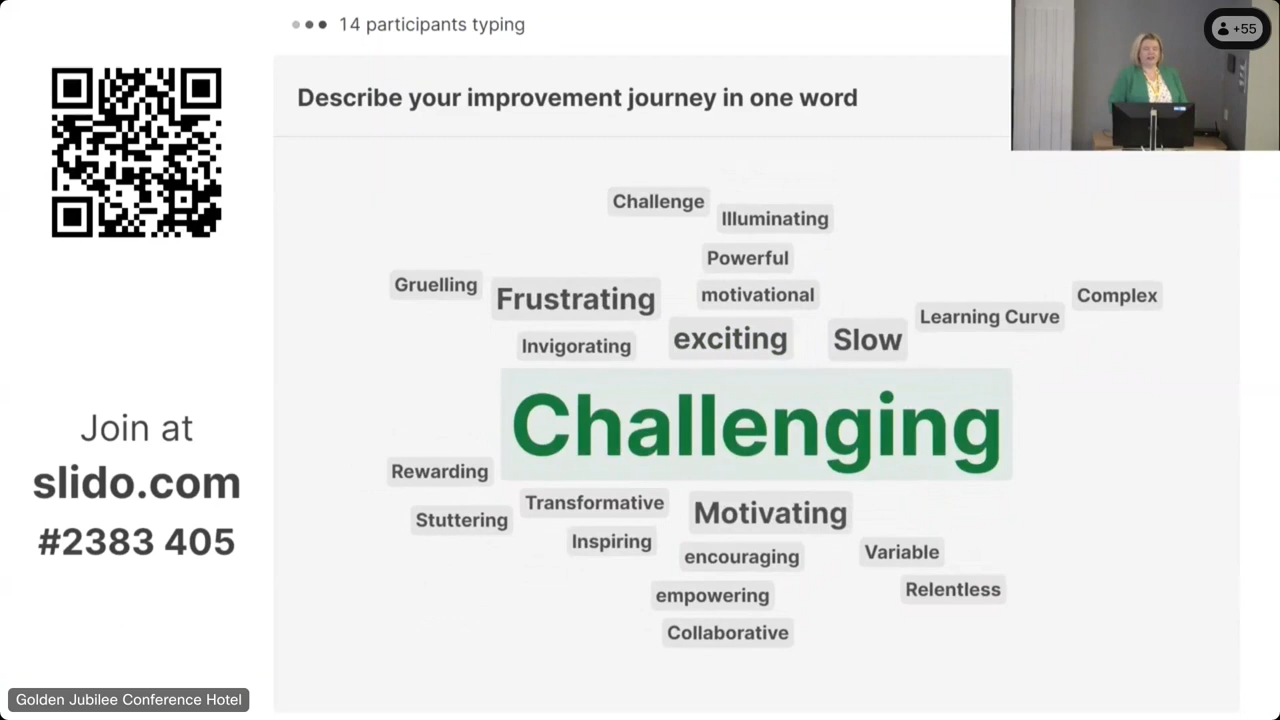 14 participants typing
+55
Describe your improvement journey in one word
Challenge
Illuminating
Powerful
Gruelling
Frustrating
motivational
Complex
Learning Curve
Invigorating
exciting
Slow
Challenging
Join at
slido.com
#2383 405
Rewarding
Transformative
Motivating
Stuttering
Inspiring
encouraging
Variable
empowering
Relentless
Collaborative
Golden Jubilee Conference Hotel